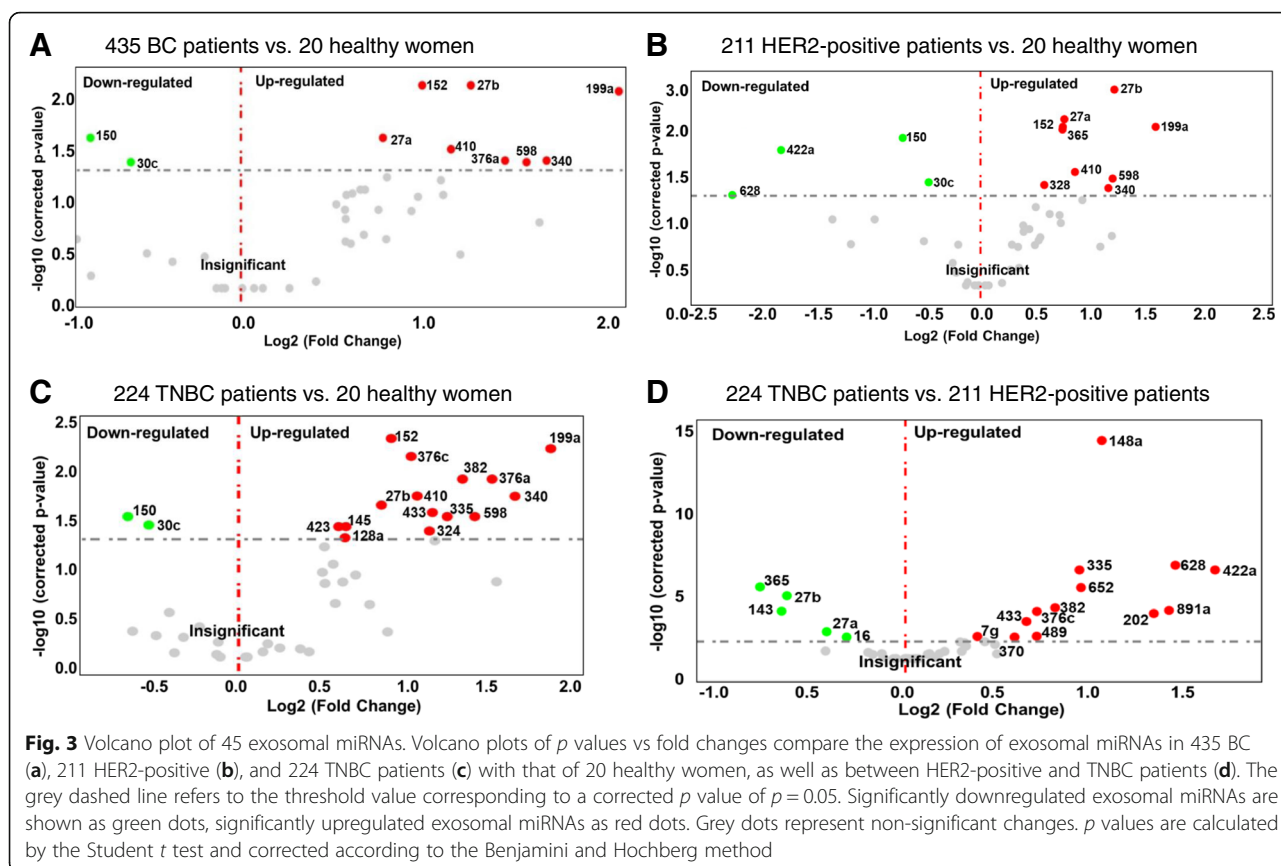 A
435 BC patients vs. 20 healthy women
Down-regulated
Up-regulated
152
27b
199a
150
27a
410
30c
376a
598
340
Insignificant
2.0
1.5
1.0
0.5
0.0
-log10 (corrected p-value)
-1.0
0.0
1.0
2.0
Log2 (Fold Change)
B
211 HER2-positive patients vs. 20 healthy women
Down-regulated
Up-regulated
27b
27a
152
365
199a
150
422a
410
598
30c
328
340
628
Insignificant
3.0
2.0
1.5
1.0
0.5
0.0
-log10 (corrected p-value)
-2.5
-2.0
-1.5
-1.0
-0.5
0.0
0.5
1.0
1.5
2.0
2.5
Log2 (Fold Change)
C
224 TNBC patients vs. 20 healthy women
Down-regulated
Up-regulated
152
199a
376c
382
376a
27b
410
340
150
433
335
598
30c
423
145
324
128a
Insignificant
2.5
2.0
1.5
1.0
0.5
0.0
-log10 (corrected p-value)
-0.5
0.0
0.5
1.0
1.5
2.0
Log2 (Fold Change)
D
224 TNBC patients vs. 211 HER2-positive patients
Down-regulated
Up-regulated
148a
335
628
422a
365
652
27b
143
382
891a
433
376c
202
27a
16
7g
489
370
Insignificant
15
10
5
0
-log10 (corrected p-value)
-1.0
0.5
0.0
0.5
1.0
1.5
Log2 (Fold Change)
Fig. 3 Volcano plot of 45 exosomal miRNAs. Volcano plots of p values vs fold changes compare the expression of exosomal miRNAs in 435 BC
(a), 211 HER2-positive (b), and 224 TNBC patients (c) with that of 20 healthy women, as well as between HER2-positive and TNBC patients (d). The
grey dashed line refers to the threshold value corresponding to a corrected p value of p = 0.05. Significantly downregulated exosomal miRNAs are
shown as green dots, significantly upregulated exosomal miRNAs as red dots. Grey dots represent non-significant changes. p values are calculated
by the Student t test and corrected according to the Benjamini and Hochberg method